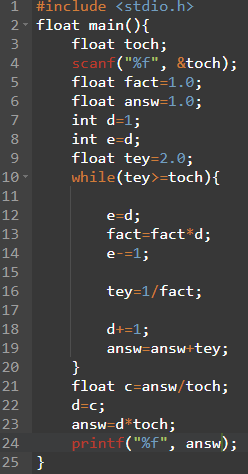 1 #include <stdio.h>
2 float main(){
3 float toch;
4 scanf("%f", &toch);
5 float fact=1.0;
6 float answ=1.0;
7 int d=1;
8 int e=d;
9 float tey=2.0;
10 while(tey>=toch){
11
12 e=d;
13 fact=fact*d;
14 e-=1;
15
16 tey=1/fact;
17
18 d+=1;
19 answ=answ+tey;
20 }
21 float c=answ/toch;
22 d=c;
23 answ=d*toch;
24 printf("%f", answ);
25 }